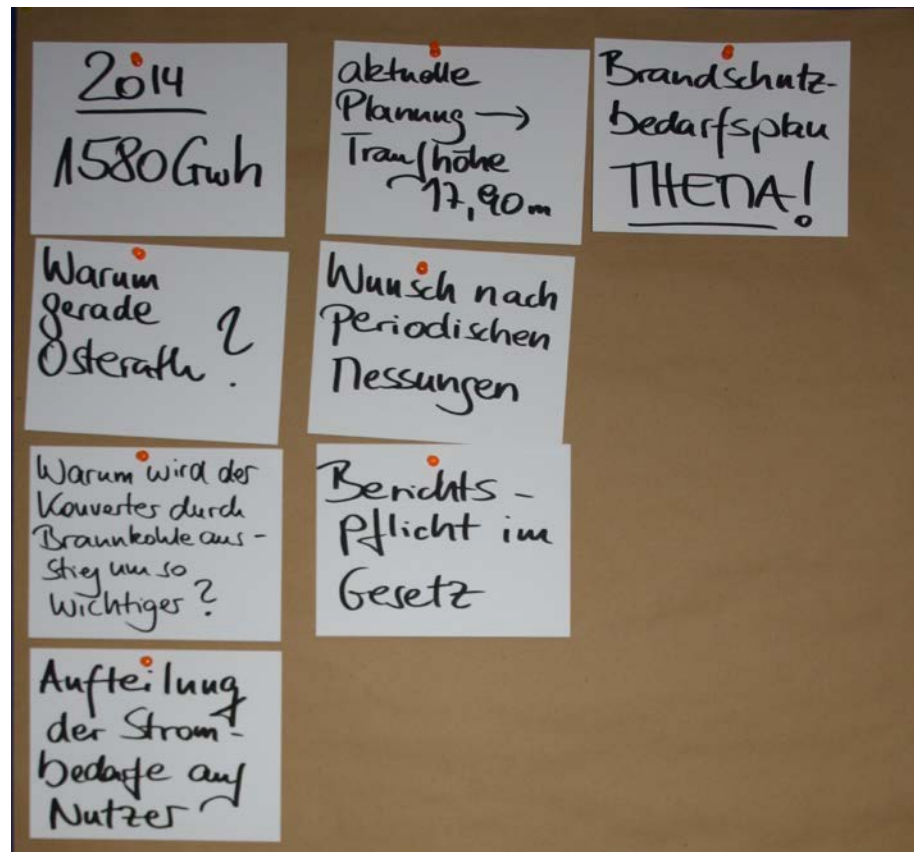 2014
1580 Gwh
Warum
gerade
Osterath ?
Warum wird der
Konverter durch
Braunkohleaus-
stieg um so
wichtiger ?
Aufteilung
der Strom-
bedarfe auf
Nutzer
aktuelle
Planung →
Traufhöhe
17,90 m
Wunsch nach
periodischen
Messungen
Berichts-
pflicht im
Gesetz
Brandschutz-
bedarfsplan
THEMA!